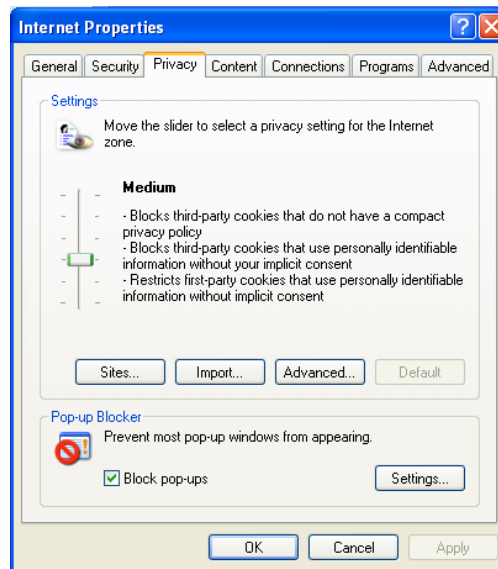 Internet Properties
General Security Privacy Content Connections Programs Advanced
Settings
Move the slider to select a privacy setting for the Internet
zone.
Medium
- Blocks third-party cookies that do not have a compact
privacy policy
- Blocks third-party cookies that use personally identifiable
information without your implicit consent
- Restricts first-party cookies that use personally identifiable
information without implicit consent
Sites... Import... Advanced... Default
Pop-up Blocker
Prevent most pop-up windows from appearing.
Block pop-ups Settings...
OK Cancel Apply